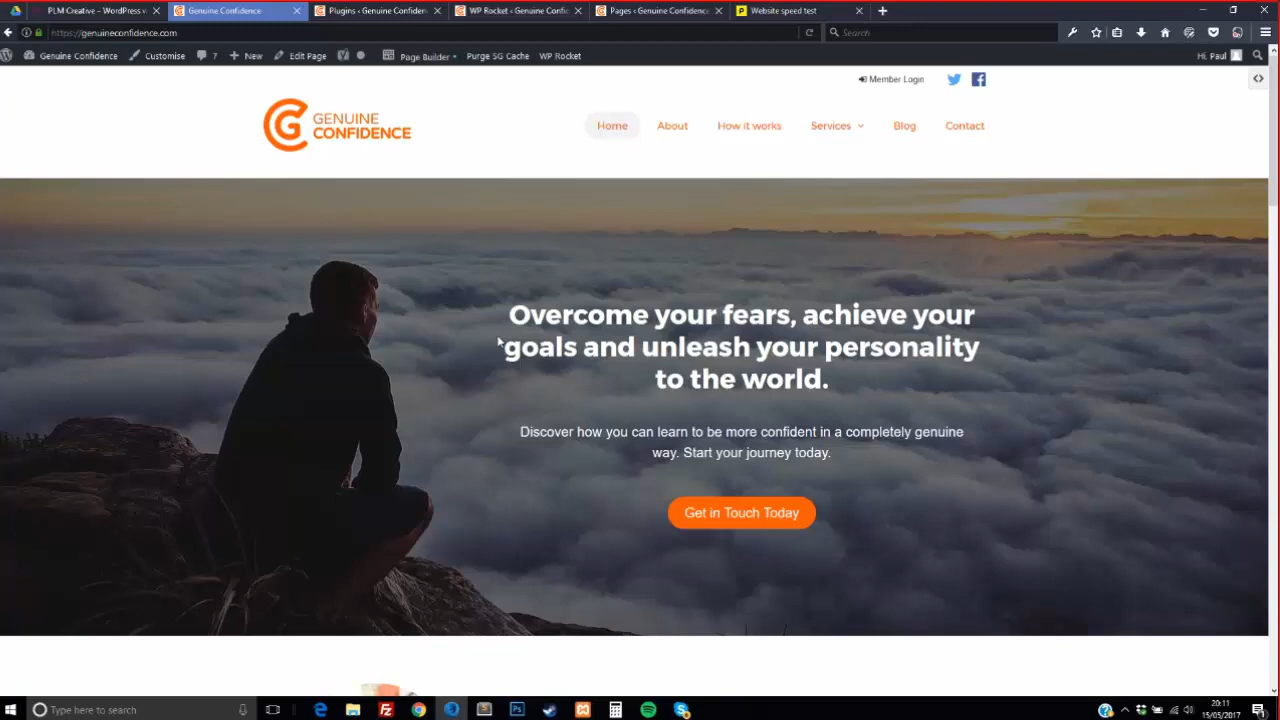 PLM Creative – WordPress v
Genuine Confidence
Plugins ‹ Genuine Confiden
WP Rocket ‹ Genuine Confid
Pages ‹ Genuine Confidence
Website speed test
https://genuineconfidence.com
Search
Genuine Confidence
Customise
7
New
Edit Page
Page Builder
Purge SG Cache
WP Rocket
Hi, Paul
Member Login
GENUINE
CONFIDENCE
Home
About
How it works
Services
Blog
Contact
Overcome your fears, achieve your
goals and unleash your personality
to the world.
Discover how you can learn to be more confident in a completely genuine
way. Start your journey today.
Get in Touch Today
Type here to search
20:11
15/05/2017